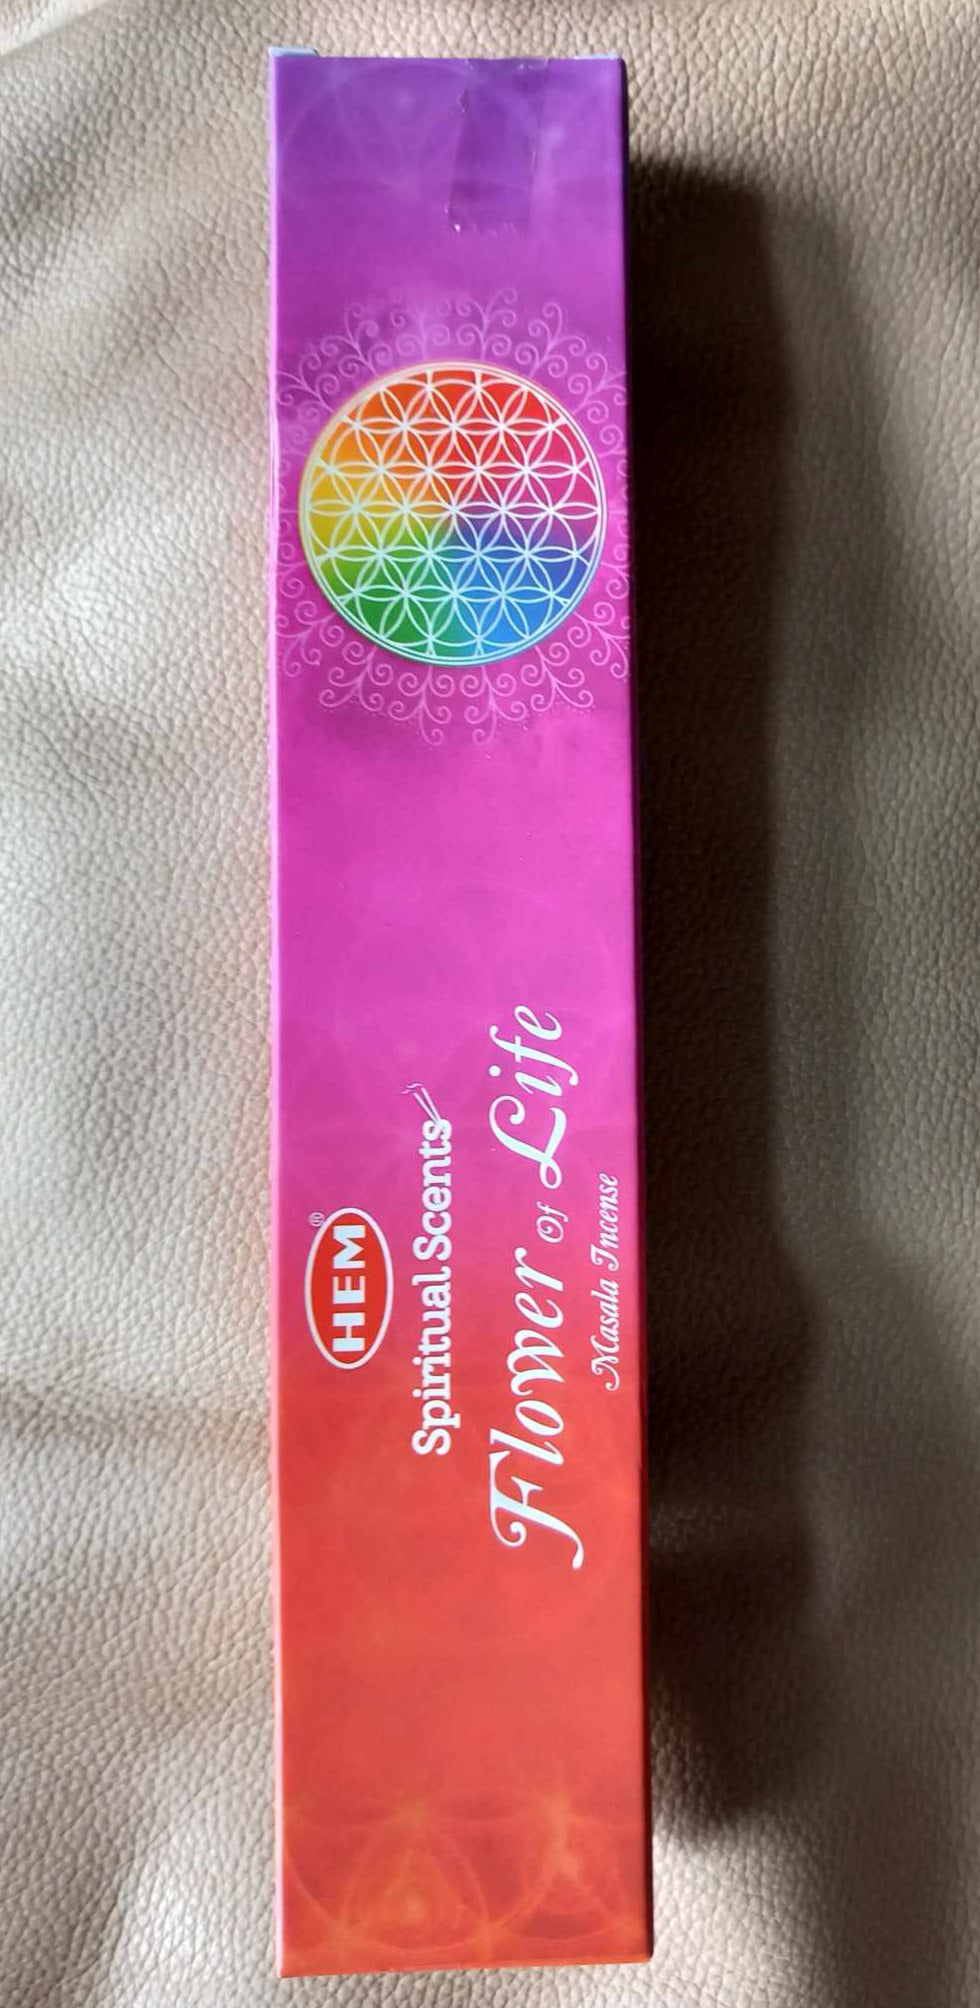 HEM®
Spiritual Scents
Flower Of Life
Masala Incense